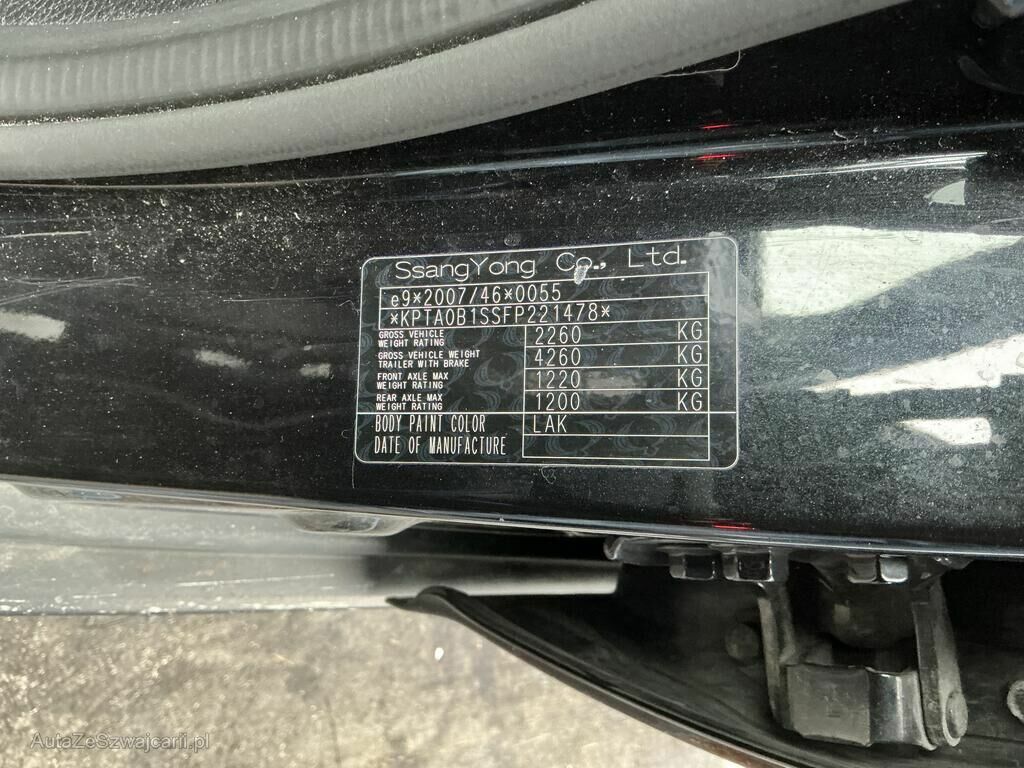 SsangYong Co., Ltd.
e9*2007/46*0055
*KPTA0B1SSFP221478*
GROSS VEHICLE WEIGHT RATING 2260 KG
GROSS VEHICLE WEIGHT TRAILER WITH BRAKE 4260 KG
FRONT AXLE MAX WEIGHT RATING 1220 KG
REAR AXLE MAX WEIGHT RATING 1200 KG
BODY PAINT COLOR LAK
DATE OF MANUFACTURE
AutaZeSzwajcarii.pl